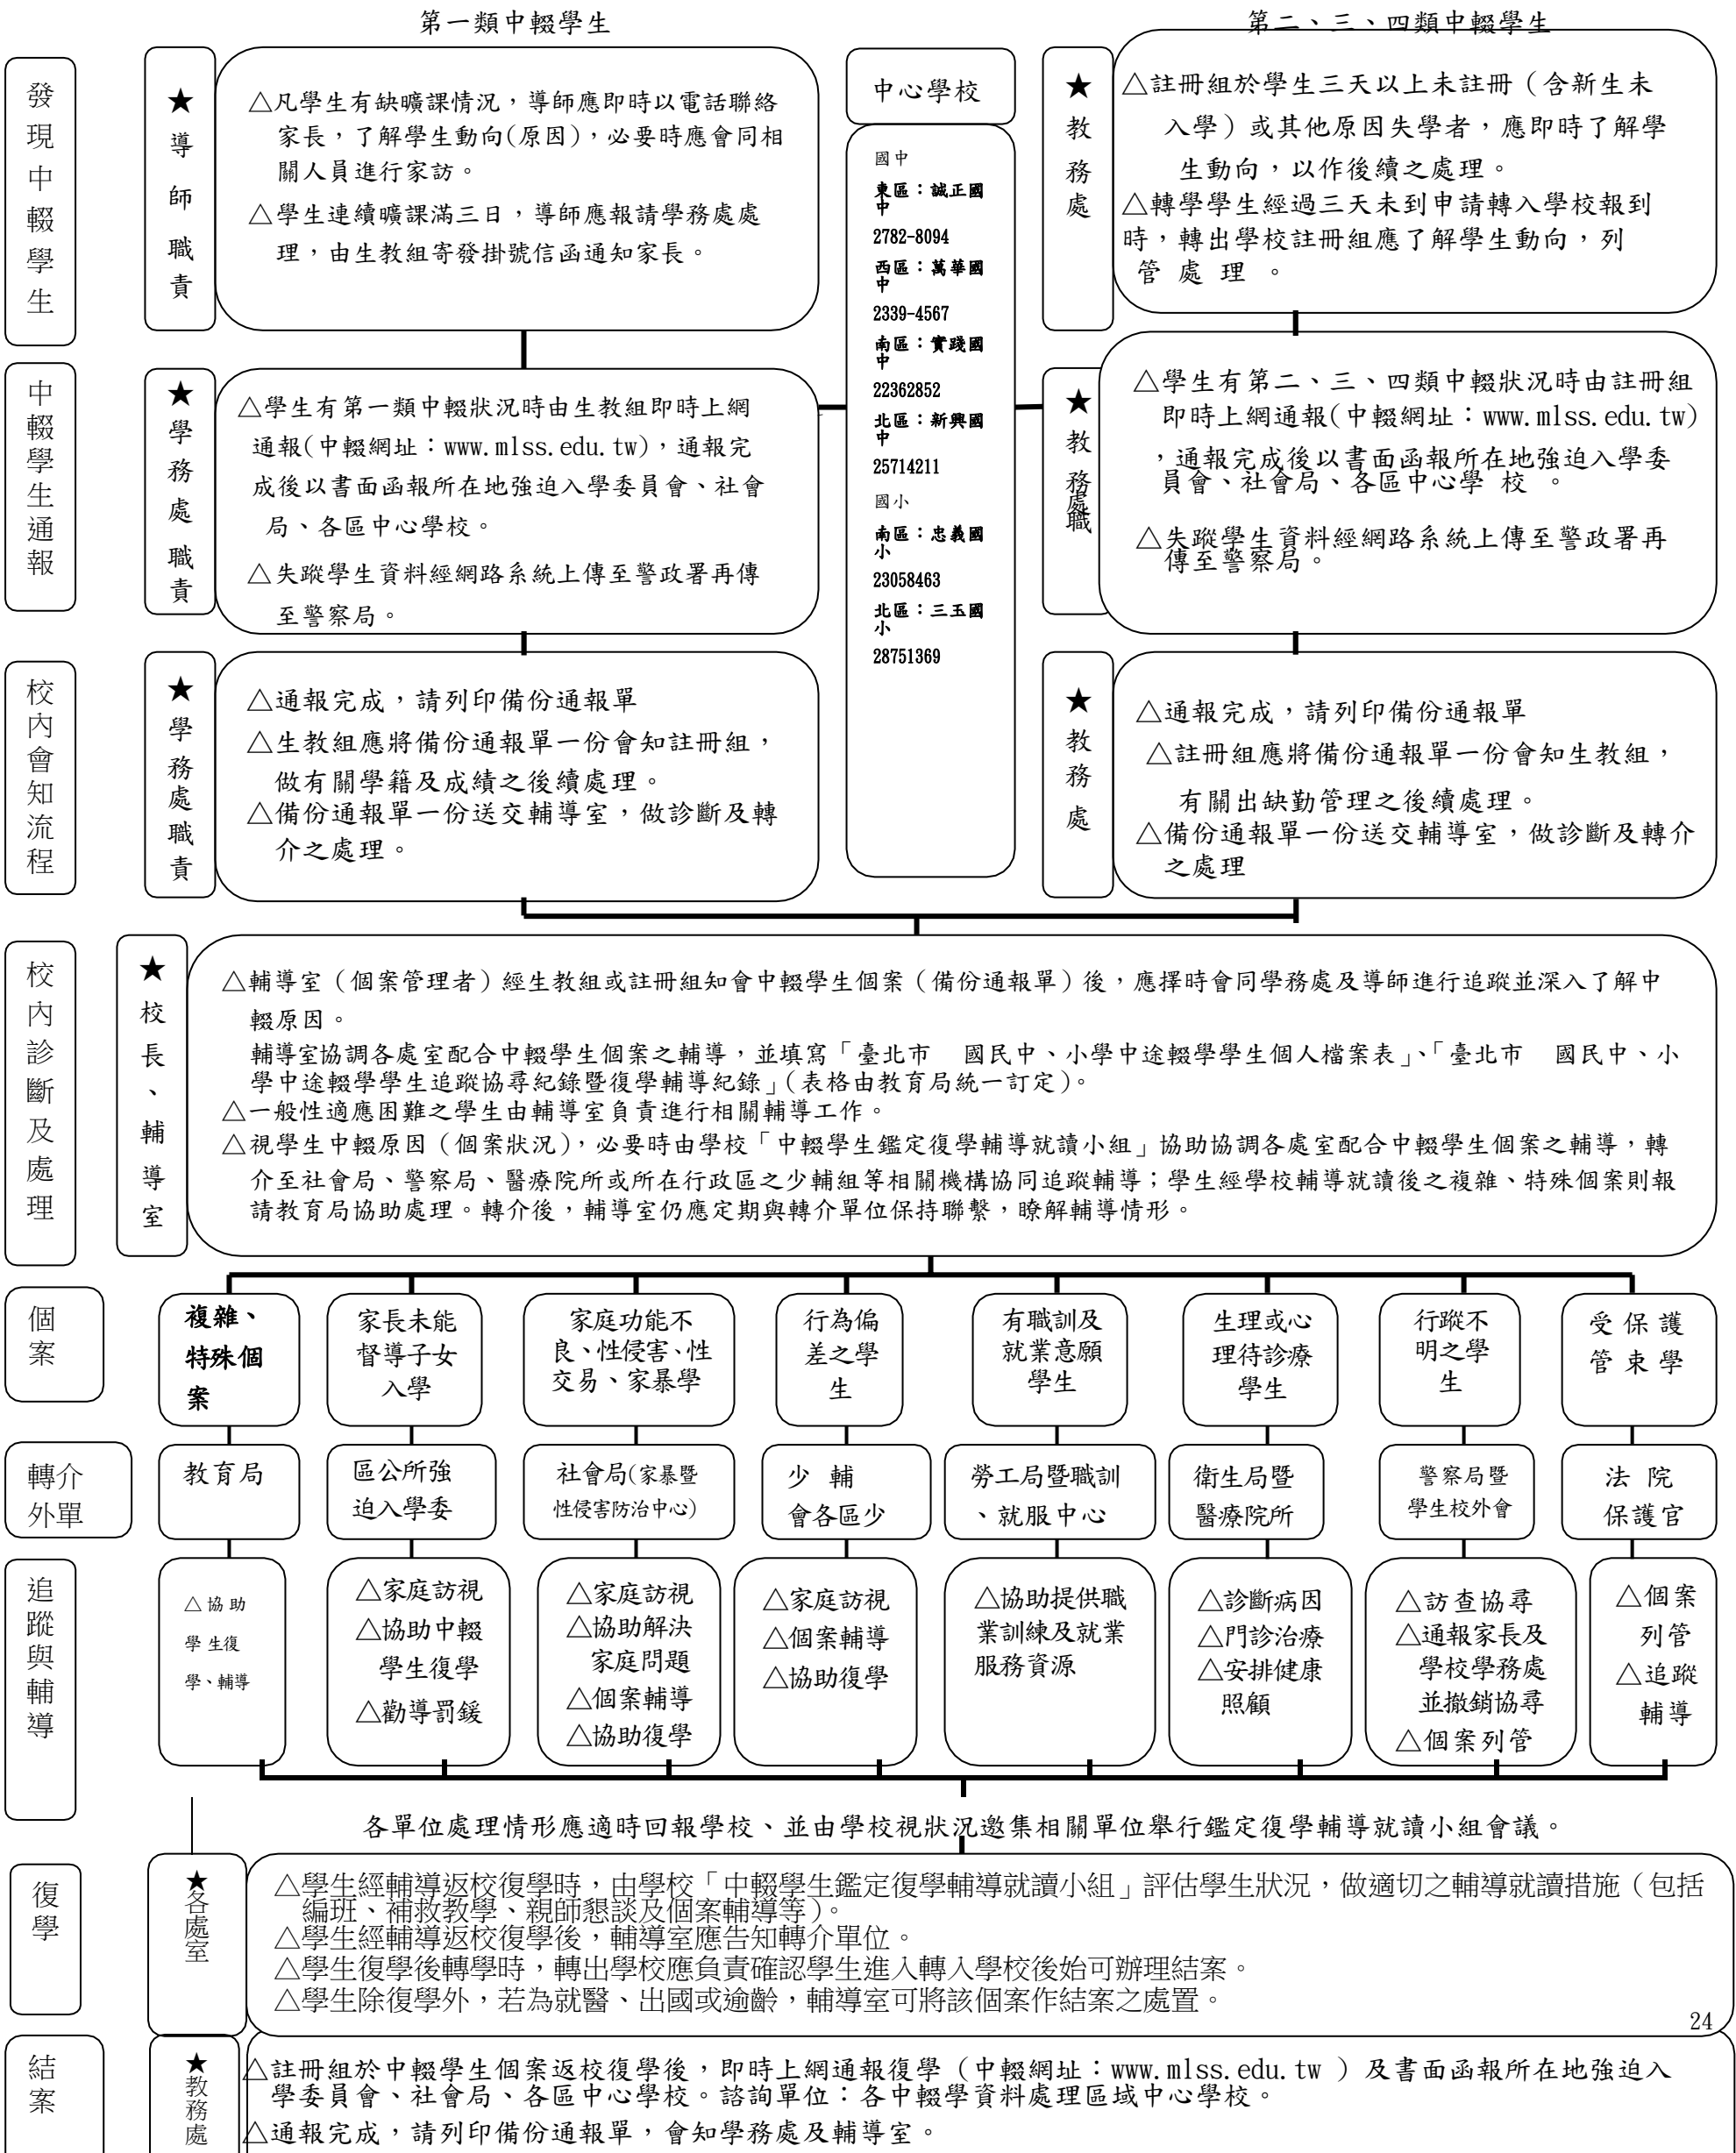 第一類中輟學生
第二、三、四類中輟學生
發現中輟學生
★導師職責
△凡學生有缺曠課情況，導師應即時以電話聯絡
家長，了解學生動向(原因)，必要時應會同相
關人員進行家訪。
△學生連續曠課滿三日，導師應報請學務處處
理，由生教組寄發掛號信函通知家長。
中心學校
國中
東區：誠正國
中
2782-8094
西區：萬華國
中
2339-4567
南區：實踐國
中
22362852
北區：新興國
中
25714211
國小
南區：忠義國
小
23058463
北區：三玉國
小
28751369
★教務處
△註冊組於學生三天以上未註冊（含新生未
入學）或其他原因失學者，應即時了解學
生動向，以作後續之處理。
△轉學學生經過三天未到申請轉入學校報到
時，轉出學校註冊組應了解學生動向，列
管 處 理 。
中輟學生通報
★學務處職責
△學生有第一類中輟狀況時由生教組即時上網
通報(中輟網址：www.mlss.edu.tw)，通報完
成後以書面函報所在地強迫入學委員會、社會
局、各區中心學校。
△失蹤學生資料經網路系統上傳至警政署再傳
至警察局。
★教務處職
△學生有第二、三、四類中輟狀況時由註冊組
即時上網通報(中輟網址：www.mlss.edu.tw)
，通報完成後以書面函報所在地強迫入學委
員會、社會局、各區中心學 校 。
△失蹤學生資料經網路系統上傳至警政署再
傳至警察局。
校內會知流程
★學務處職責
△通報完成，請列印備份通報單
△生教組應將備份通報單一份會知註冊組，
做有關學籍及成績之後續處理。
△備份通報單一份送交輔導室，做診斷及轉
介之處理。
★教務處
△通報完成，請列印備份通報單
△註冊組應將備份通報單一份會知生教組，
有關出缺勤管理之後續處理。
△備份通報單一份送交輔導室，做診斷及轉介
之處理
校內診斷及處理
★校長、輔導室
△輔導室（個案管理者）經生教組或註冊組知會中輟學生個案（備份通報單）後，應擇時會同學務處及導師進行追蹤並深入了解中
輟原因。
輔導室協調各處室配合中輟學生個案之輔導，並填寫「臺北市　國民中、小學中途輟學學生個人檔案表」、「臺北市　國民中、小
學中途輟學學生追蹤協尋紀錄暨復學輔導紀錄」(表格由教育局統一訂定)。
△一般性適應困難之學生由輔導室負責進行相關輔導工作。
△視學生中輟原因（個案狀況），必要時由學校「中輟學生鑑定復學輔導就讀小組」協助協調各處室配合中輟學生個案之輔導，轉
介至社會局、警察局、醫療院所或所在行政區之少輔組等相關機構協同追蹤輔導；學生經學校輔導就讀後之複雜、特殊個案則報
請教育局協助處理。轉介後，輔導室仍應定期與轉介單位保持聯繫，瞭解輔導情形。
個案
複雜、
特殊個
案
家長未能
督導子女
入學
家庭功能不
良、性侵害、性
交易、家暴學
行為偏
差之學
生
有職訓及
就業意願
學生
生理或心
理待診療
學生
行蹤不
明之學
生
受 保 護
管 束 學
轉介
外單
教育局
區公所強
迫入學委
社會局(家暴暨
性侵害防治中心)
少 輔
會各區少
勞工局暨職訓
、就服中心
衛生局暨
醫療院所
警察局暨
學生校外會
法 院
保護官
追蹤與輔導
△ 協 助
學 生復
學、輔導
△家庭訪視
△協助中輟
學生復學
△勸導罰鍰
△家庭訪視
△協助解決
家庭問題
△個案輔導
△協助復學
△家庭訪視
△個案輔導
△協助復學
△協助提供職
業訓練及就業
服務資源
△診斷病因
△門診治療
△安排健康
照顧
△訪查協尋
△通報家長及
學校學務處
並撤銷協尋
△個案列管
△個案
列管
△追蹤
輔導
各單位處理情形應適時回報學校、並由學校視狀況邀集相關單位舉行鑑定復學輔導就讀小組會議。
復學
★各處室
△學生經輔導返校復學時，由學校「中輟學生鑑定復學輔導就讀小組」評估學生狀況，做適切之輔導就讀措施（包括
編班、補救教學、親師懇談及個案輔導等）。
△學生經輔導返校復學後，輔導室應告知轉介單位。
△學生復學後轉學時，轉出學校應負責確認學生進入轉入學校後始可辦理結案。
△學生除復學外，若為就醫、出國或逾齡，輔導室可將該個案作結案之處置。
24
結案
★教務處
△註冊組於中輟學生個案返校復學後，即時上網通報復學（中輟網址：www.mlss.edu.tw ）及書面函報所在地強迫入
學委員會、社會局、各區中心學校。諮詢單位：各中輟學資料處理區域中心學校。
△通報完成，請列印備份通報單，會知學務處及輔導室。